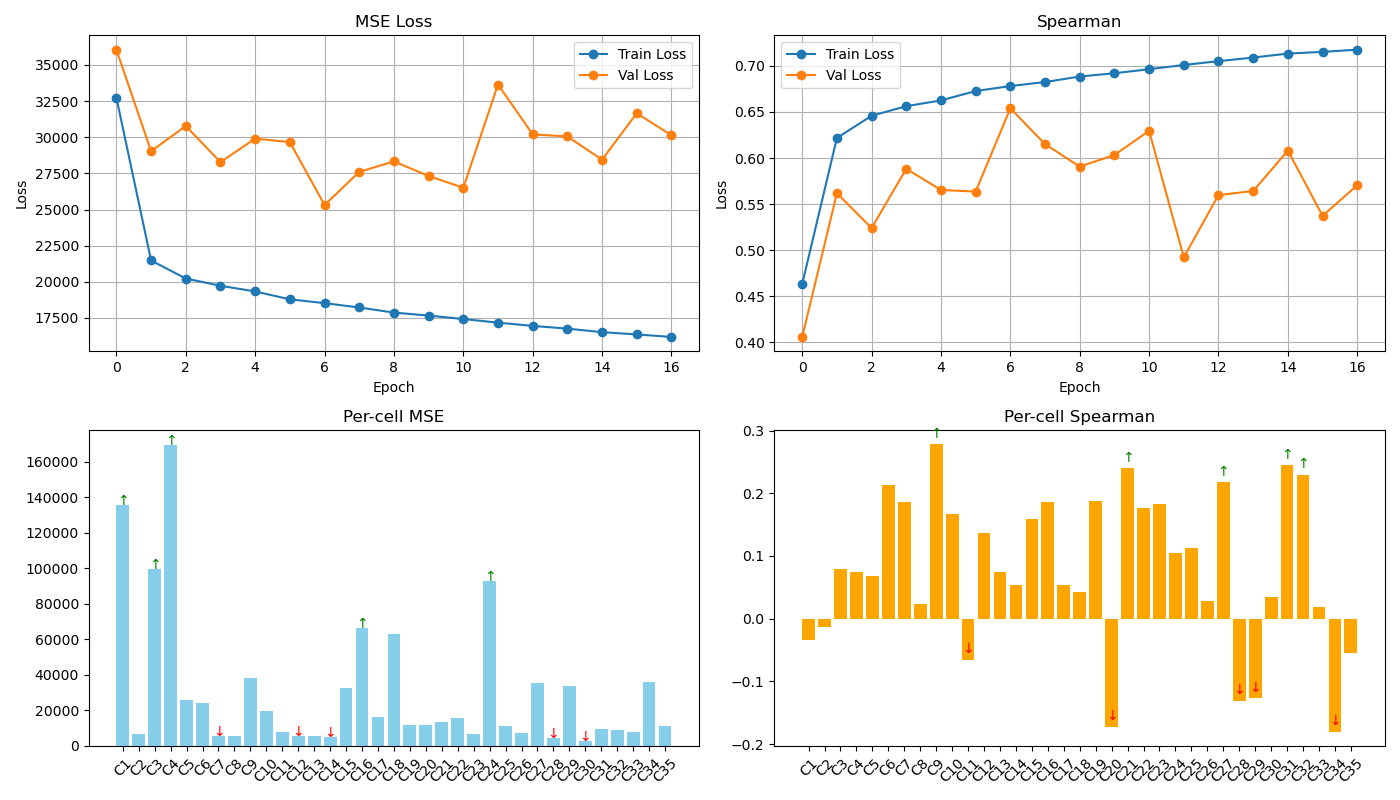 MSE Loss
35000
32500
30000
27500
25000
22500
20000
17500
Loss
Train Loss
Val Loss
0 2 4 6 8 10 12 14 16
Epoch
Spearman
0.70
0.65
0.60
0.55
0.50
0.45
0.40
Loss
Train Loss
Val Loss
0 2 4 6 8 10 12 14 16
Epoch
Per-cell MSE
160000
140000
120000
100000
80000
60000
40000
20000
0
↑ ↑ ↑ ↓ ↓ ↓ ↑ ↑ ↓ ↓
C1 C2 C3 C4 C5 C6 C7 C8 C9 C10 C11 C12 C13 C14 C15 C16 C17 C18 C19 C20 C21 C22 C23 C24 C25 C26 C27 C28 C29 C30 C31 C32 C33 C34 C35
Per-cell Spearman
0.3
0.2
0.1
0.0
−0.1
−0.2
↑ ↓ ↓ ↑ ↑ ↓ ↓ ↑ ↑ ↓
C1 C2 C3 C4 C5 C6 C7 C8 C9 C10 C11 C12 C13 C14 C15 C16 C17 C18 C19 C20 C21 C22 C23 C24 C25 C26 C27 C28 C29 C30 C31 C32 C33 C34 C35